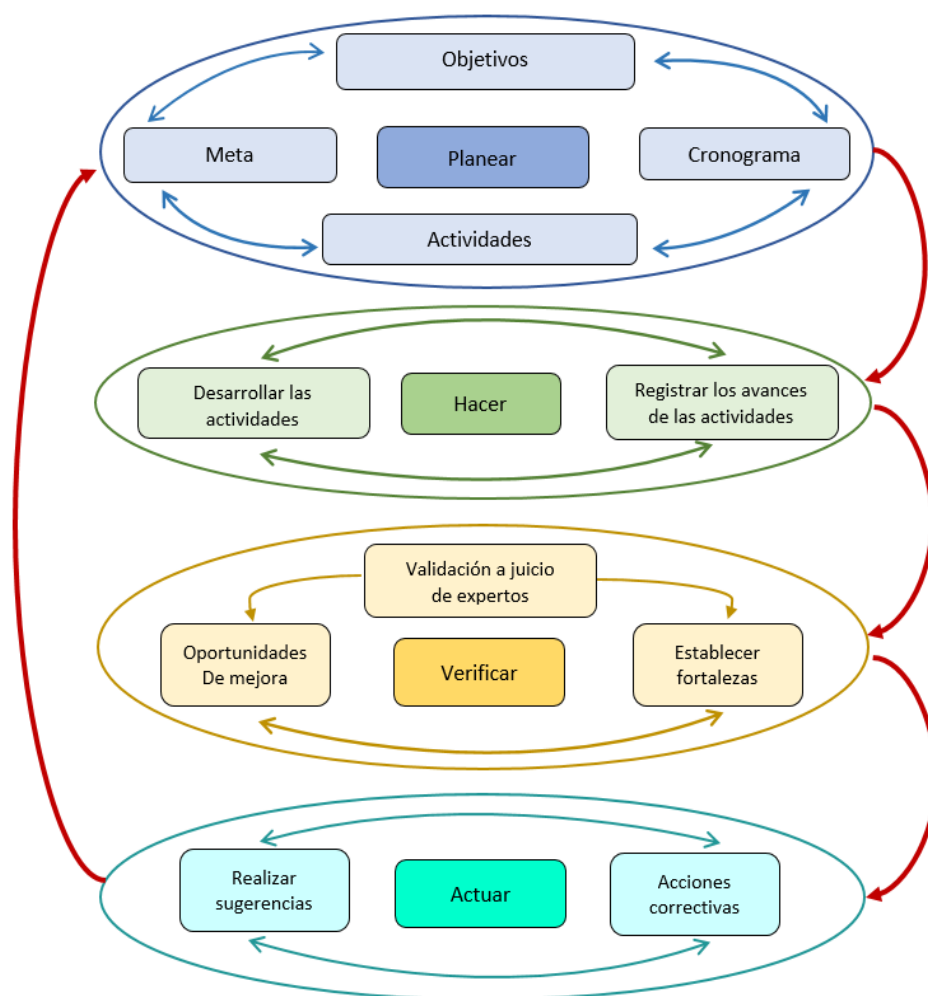 Objetivos
Meta
Planear
Cronograma
Actividades
Desarrollar las
actividades
Hacer
Registrar los avances
de las actividades
Validación a juicio
de expertos
Oportunidades
De mejora
Verificar
Establecer
fortalezas
Realizar
sugerencias
Actuar
Acciones
correctivas